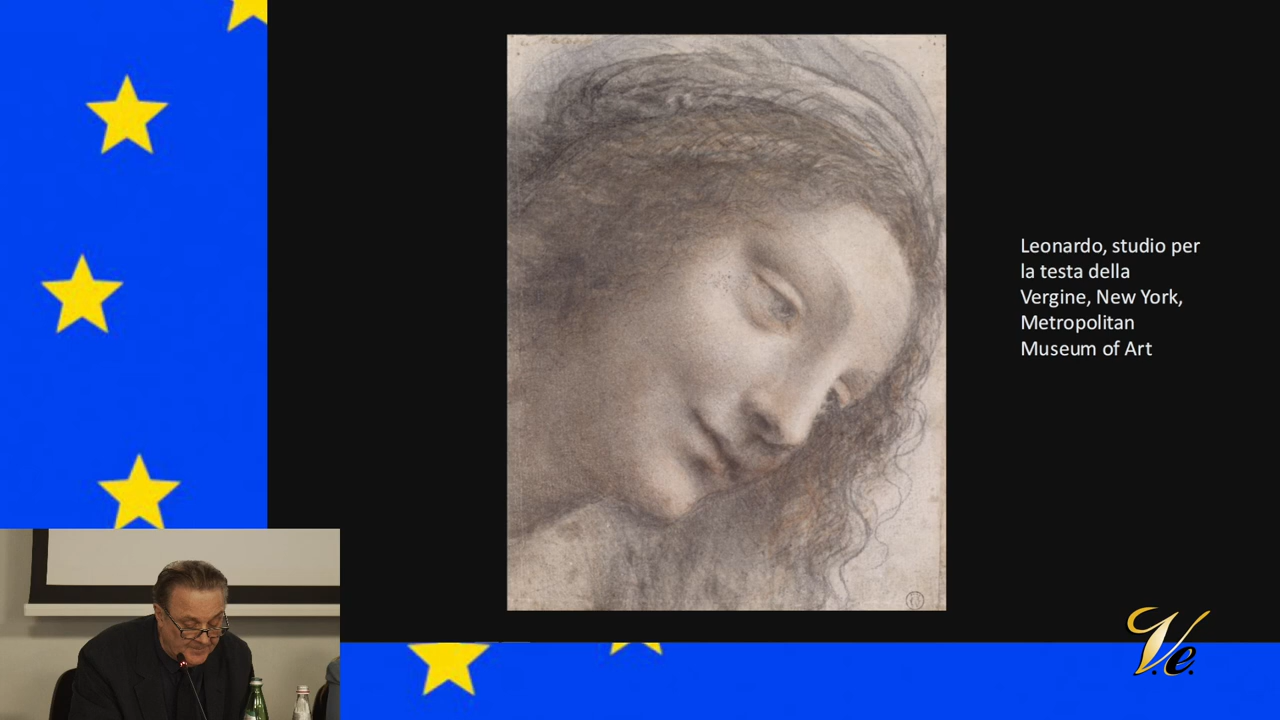 Leonardo, studio per
la testa della
Vergine, New York,
Metropolitan
Museum of Art
V.e.